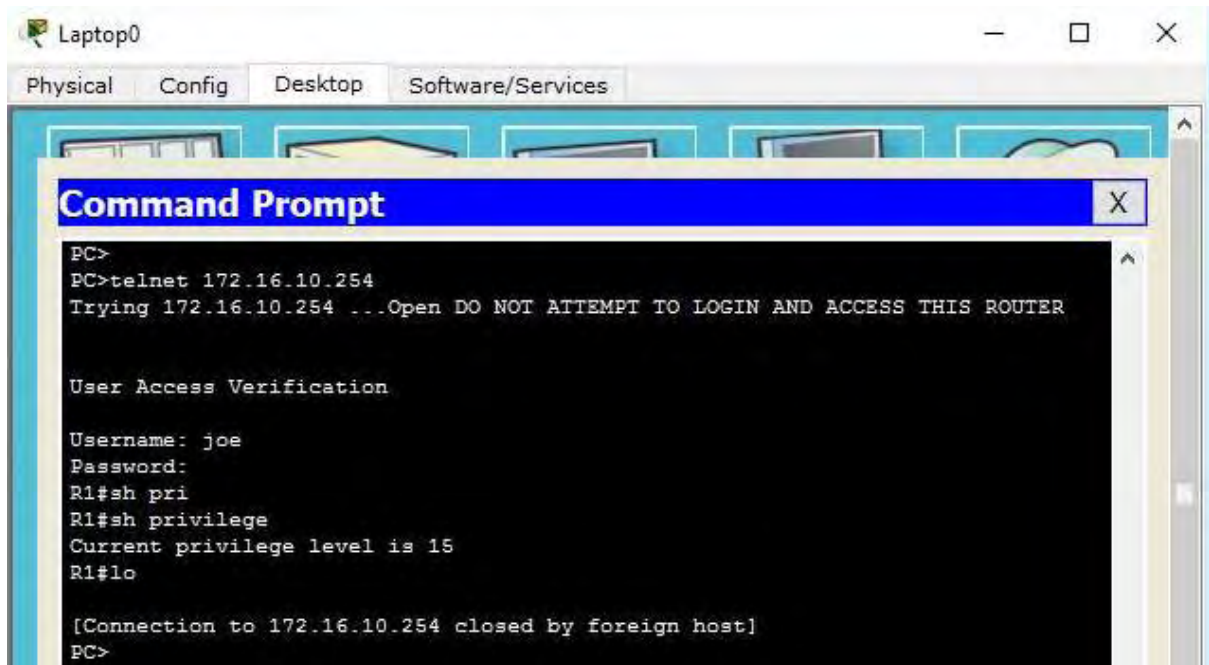 Laptop0
Physical Config Desktop Software/Services
Command Prompt X
PC>
PC>telnet 172.16.10.254
Trying 172.16.10.254 ...Open DO NOT ATTEMPT TO LOGIN AND ACCESS THIS ROUTER
User Access Verification
Username: joe
Password:
R1#sh pri
R1#sh privilege
Current privilege level is 15
R1#lo
[Connection to 172.16.10.254 closed by foreign host]
PC>